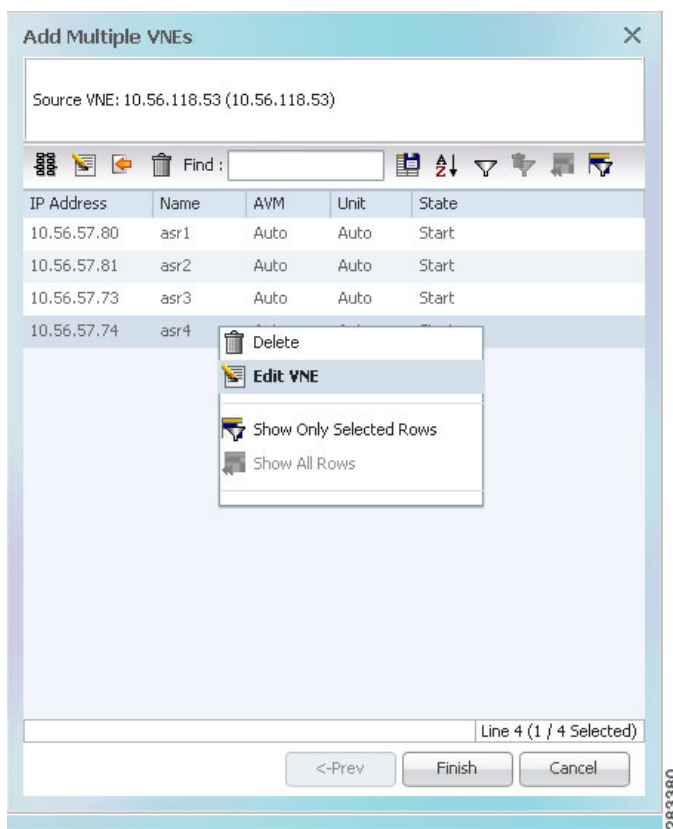 Add Multiple VNEs
Source VNE: 10.56.118.53 (10.56.118.53)
Find :
IP Address Name AVM Unit State
10.56.57.80 asr1 Auto Auto Start
10.56.57.81 asr2 Auto Auto Start
10.56.57.73 asr3 Auto Auto Start
10.56.57.74 asr4
Delete
Edit VNE
Show Only Selected Rows
Show All Rows
Line 4 (1 / 4 Selected)
<-Prev Finish Cancel
283380